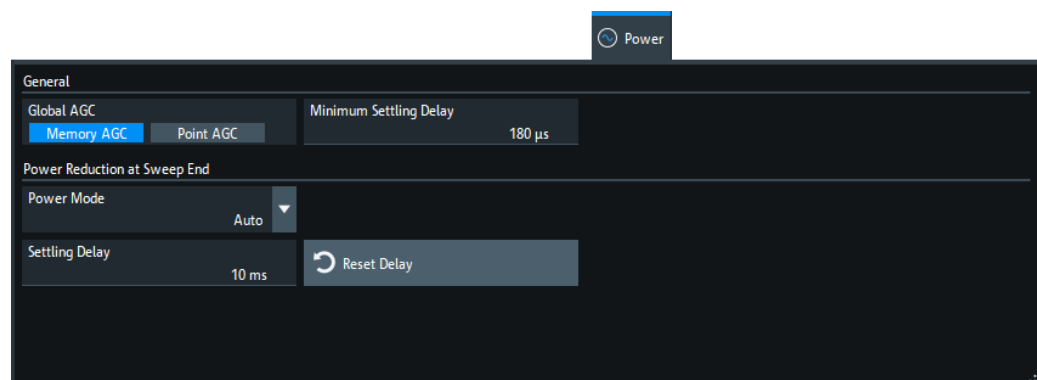 Power
General
Global AGC
Memory AGC Point AGC
Minimum Settling Delay
180 µs
Power Reduction at Sweep End
Power Mode
Auto
Settling Delay
10 ms
Reset Delay